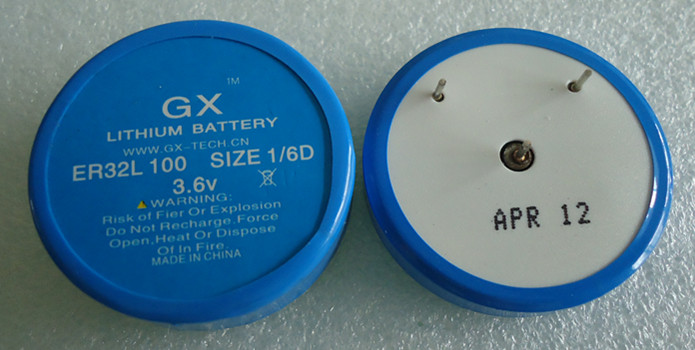 TM
GX
LITHIUM BATTERY
WWW.GX-TECH.CN
ER32L 100 SIZE 1/6D
3.6v
WARNING:
Risk of Fier Or Explosion
Do Not Recharge,Force
Open,Heat Or Dispose
Of In Fire.
MADE IN CHINA
APR 12